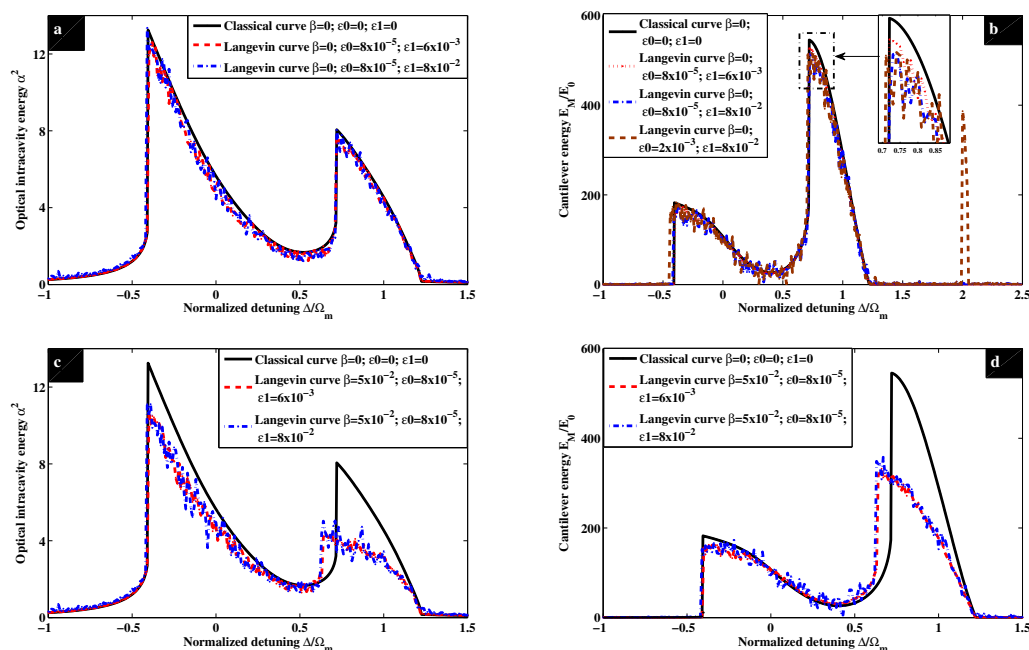 a
Classical curve β=0; ε0=0; ε1=0
Langevin curve β=0; ε0=8x10⁻⁵; ε1=6x10⁻³
Langevin curve β=0; ε0=8x10⁻⁵; ε1=8x10⁻²
Optical intracavity energy α²
12
8
4
0
−1 −0.5 0 0.5 1 1.5
Normalized detuning Δ/Ωₘ
b
Classical curve β=0;
ε0=0; ε1=0
Langevin curve β=0;
ε0=8x10⁻⁵; ε1=6x10⁻³
Langevin curve β=0;
ε0=8x10⁻⁵; ε1=8x10⁻²
Langevin curve β=0;
ε0=2x10⁻³; ε1=8x10⁻²
0.7 0.75 0.8 0.85
Cantilever energy E_M/E₀
600
400
200
0
−1 −0.5 0 0.5 1 1.5 2 2.5
Normalized detuning Δ/Ωₘ
c
Classical curve β=0; ε0=0; ε1=0
Langevin curve β=5x10⁻²; ε0=8x10⁻⁵;
ε1=6x10⁻³
Langevin curve β=5x10⁻²; ε0=8x10⁻⁵;
ε1=8x10⁻²
Optical intracavity energy α²
12
8
4
0
−1 −0.5 0 0.5 1 1.5
Normalized detuning Δ/Ωₘ
d
Classical curve β=0; ε0=0; ε1=0
Langevin curve β=5x10⁻²; ε0=8x10⁻⁵;
ε1=6x10⁻³
Langevin curve β=5x10⁻²; ε0=8x10⁻⁵;
ε1=8x10⁻²
Cantilever energy E_M/E₀
600
400
200
0
−1 −0.5 0 0.5 1 1.5
Normalized detuning Δ/Ωₘ